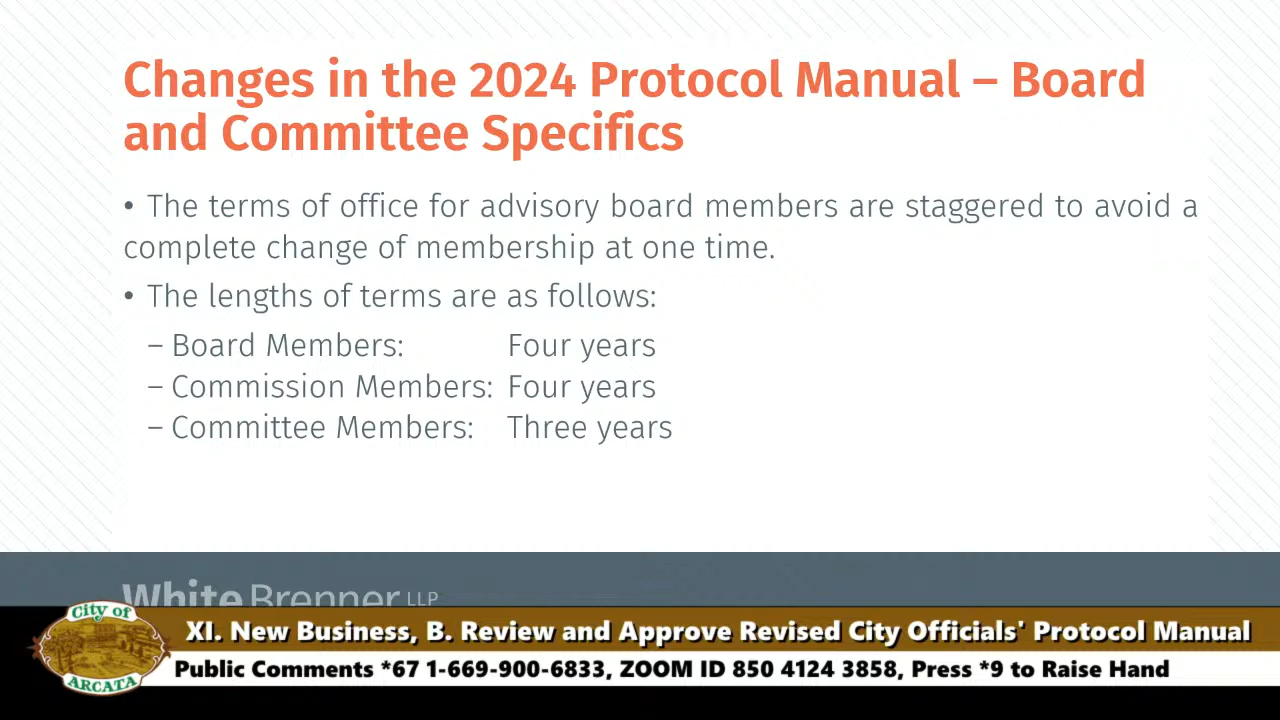 Changes in the 2024 Protocol Manual – Board
and Committee Specifics
• The terms of office for advisory board members are staggered to avoid a
complete change of membership at one time.
• The lengths of terms are as follows:
– Board Members: Four years
– Commission Members: Four years
– Committee Members: Three years
White Brenner LLP
City of
ARCATA
XI. New Business, B. Review and Approve Revised City Officials' Protocol Manual
Public Comments *67 1-669-900-6833, ZOOM ID 850 4124 3858, Press *9 to Raise Hand